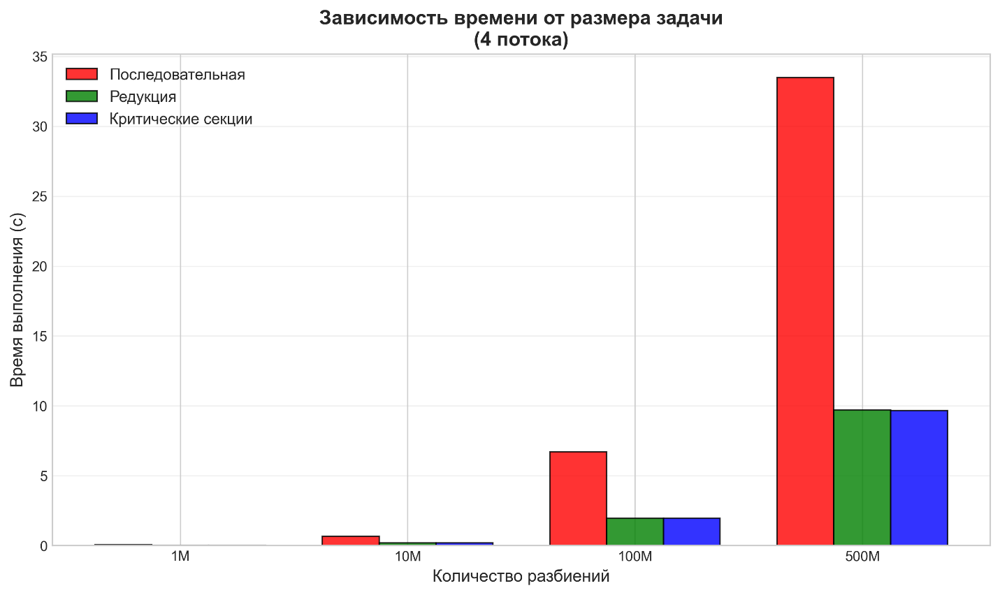 Зависимость времени от размера задачи
(4 потока)
Последовательная
Редукция
Критические секции
Время выполнения (с)
35
30
25
20
15
10
5
0
1M
10M
100M
500M
Количество разбиений